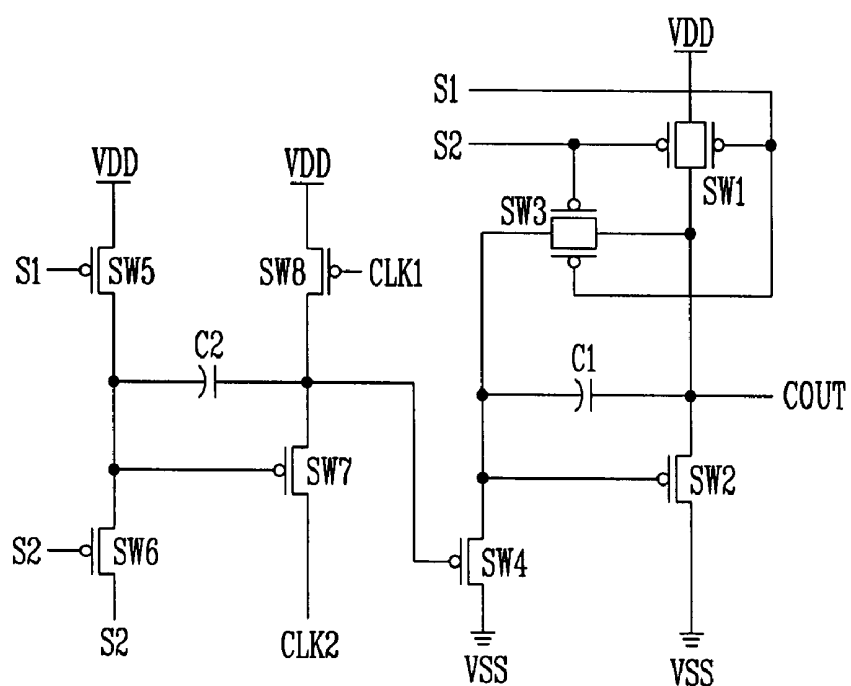 VDD
S1
S2
SW1
SW3
VDD
VDD
S1
SW5
SW8
CLK1
C2
C1
COUT
SW7
SW2
S2
SW6
SW4
S2
CLK2
VSS
VSS